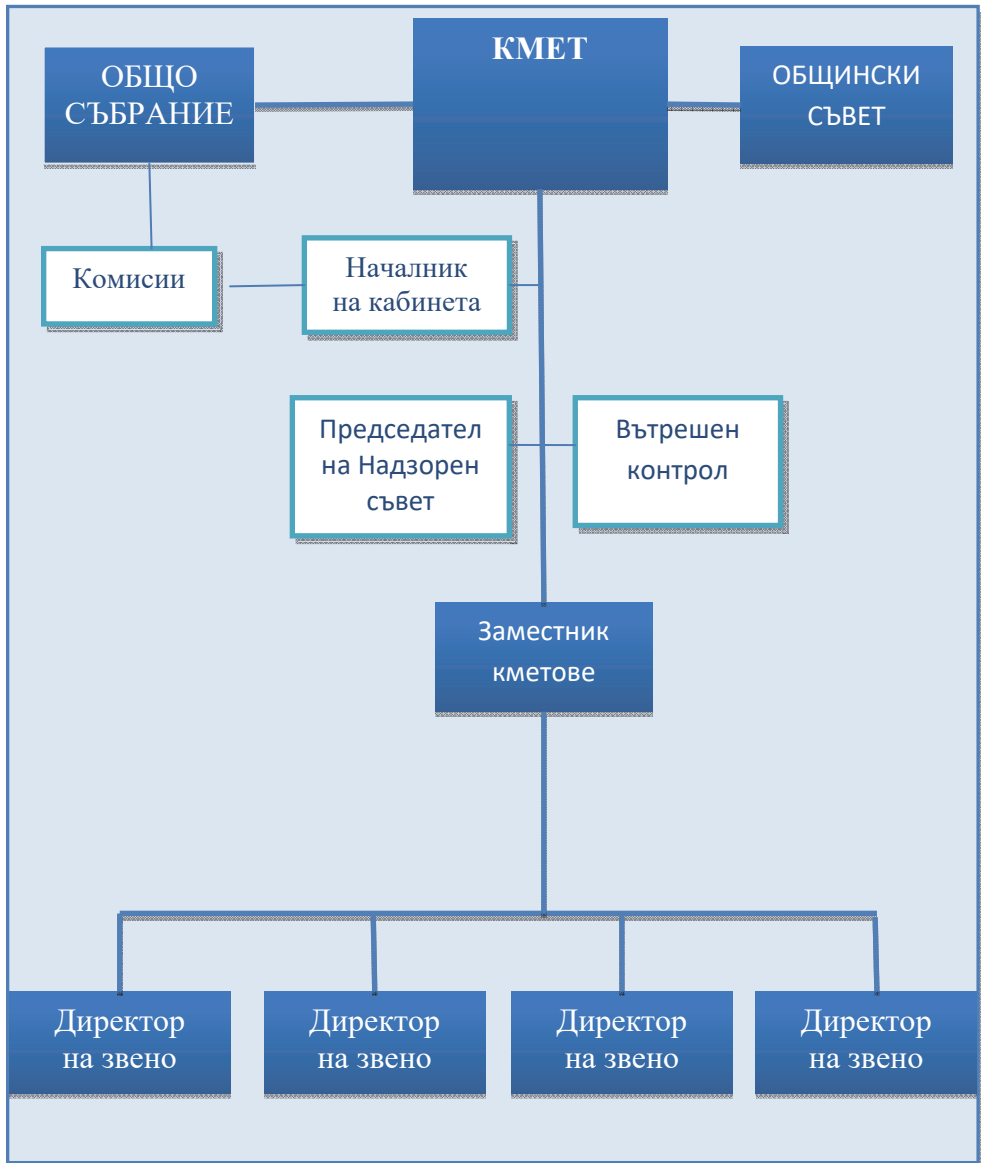 КМЕТ
ОБЩО
СЪБРАНИЕ
ОБЩИНСКИ
СЪВЕТ
Комисии
Началник
на кабинета
Председател
на Надзорен
съвет
Вътрешен
контрол
Заместник
кметове
Директор
на звено
Директор
на звено
Директор
на звено
Директор
на звено